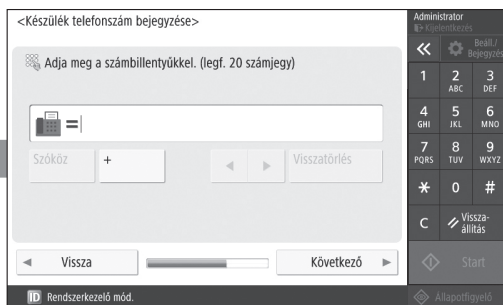 <Készülék telefonszám bejegyzése>
Adja meg a számbillentyűkkel. (legf. 20 számjegy)
=
Szóköz
+
Visszatörlés
Vissza
Következő
ID Rendszerkezelő mód.
Administrator
Kijelentkezés
Beáll./
Bejegyzés
1 2 3
ABC DEF
4 5 6
GHI JKL MNO
7 8 9
PQRS TUV WXYZ
* 0 #
C Vissza-
állítás
Start
Állapotfigyelő